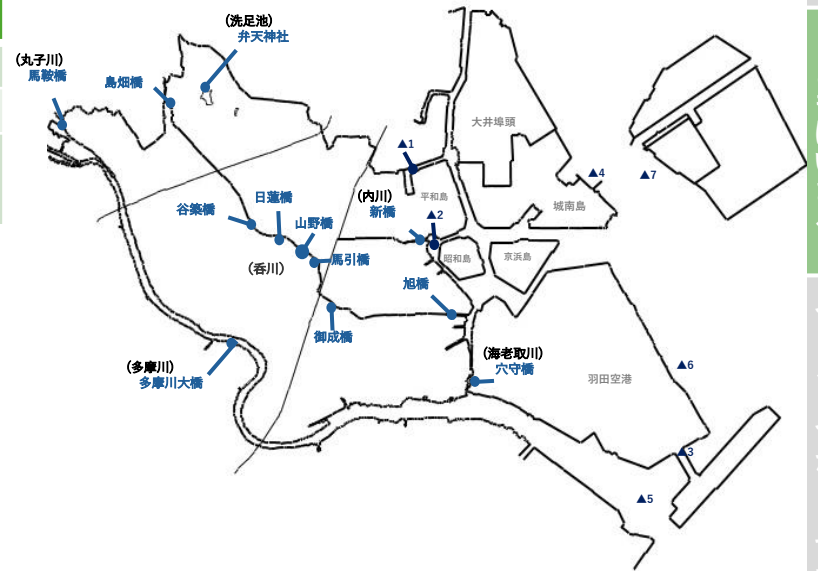 (洗足池)
弁天神社
(丸子川)
馬鞍橋
島畑橋
大井埠頭
▲1
▲4
▲7
(内川)
新橋
平和島
城南島
日蓮橋
谷築橋
山野橋
▲2
(呑川)
馬引橋
昭和島
京浜島
旭橋
御成橋
(海老取川)
穴守橋
(多摩川)
多摩川大橋
羽田空港
▲6
▲3
▲5